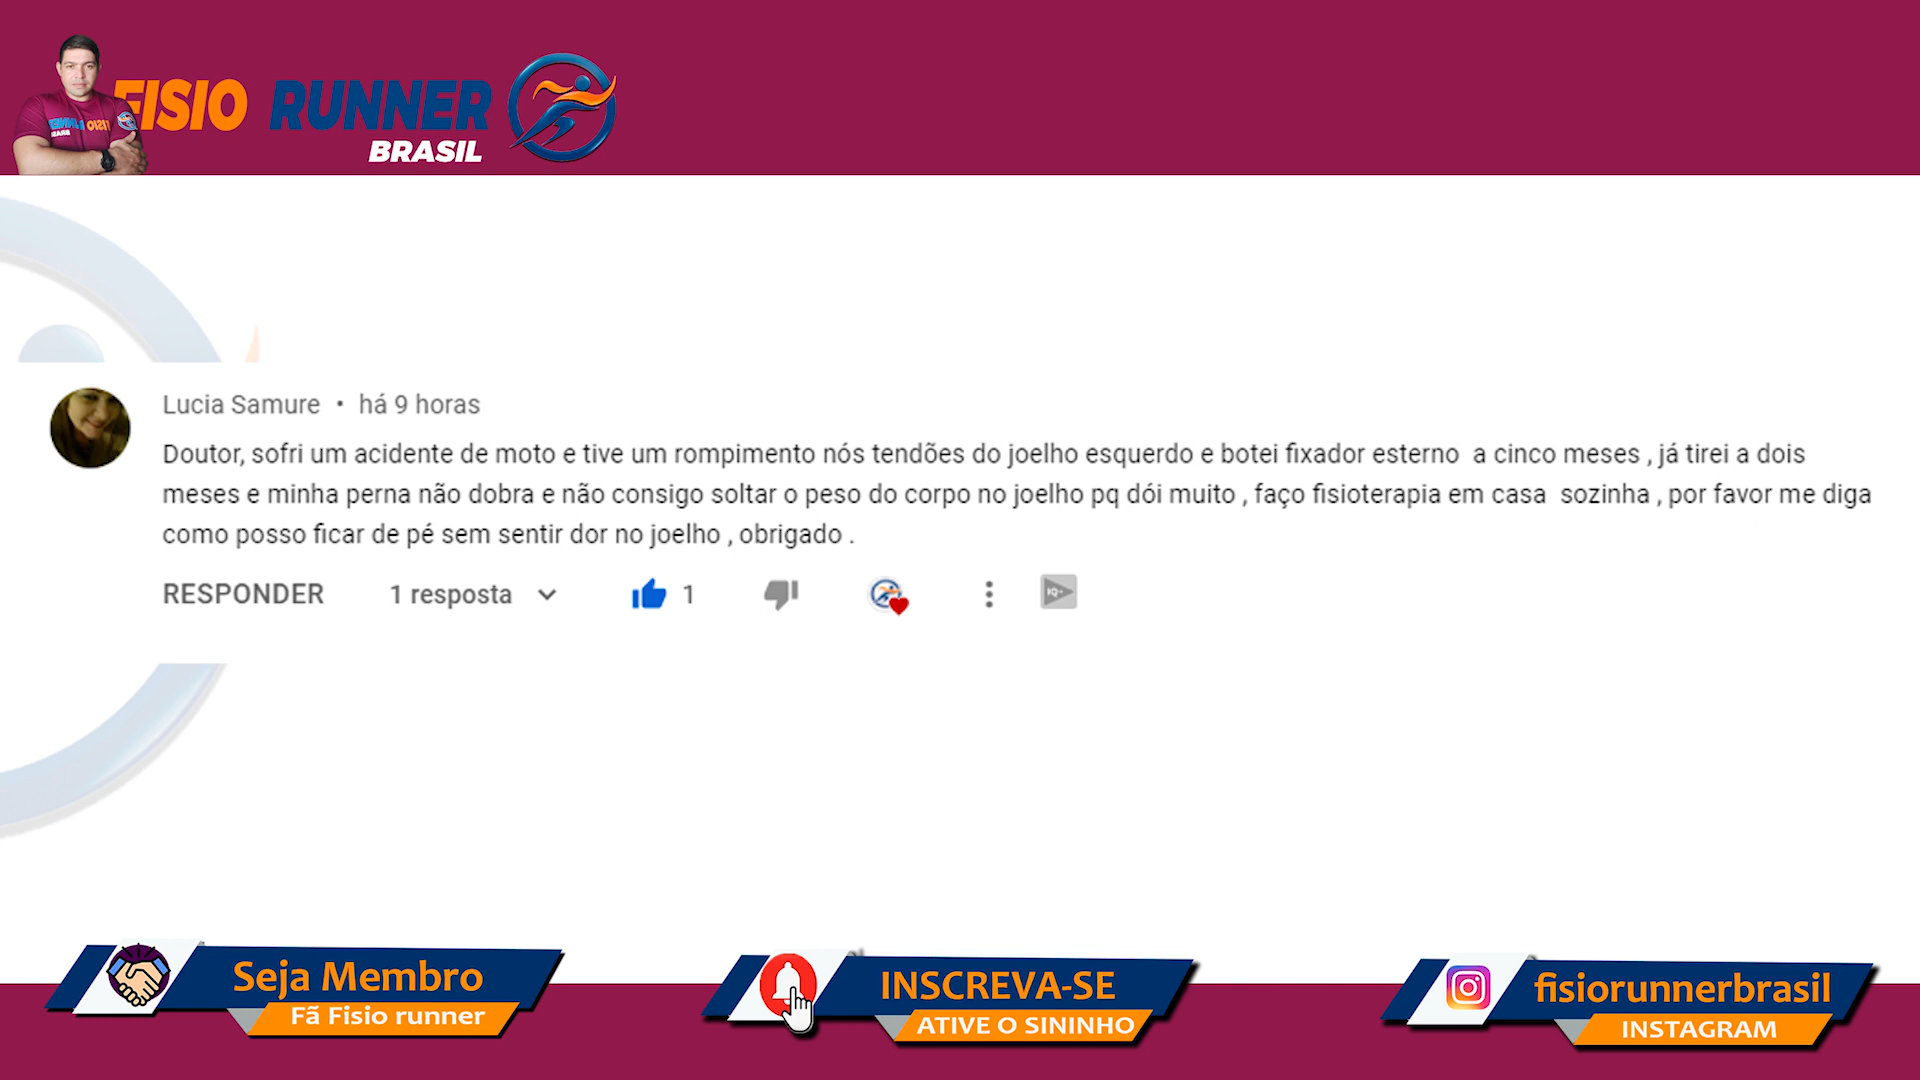 FISIO RUNNER
BRASIL
Lucia Samure • há 9 horas
Doutor, sofri um acidente de moto e tive um rompimento nós tendões do joelho esquerdo e botei fixador esterno a cinco meses , já tirei a dois
meses e minha perna não dobra e não consigo soltar o peso do corpo no joelho pq dói muito , faço fisioterapia em casa sozinha , por favor me diga
como posso ficar de pé sem sentir dor no joelho , obrigado .
RESPONDER 1 resposta 1
Seja Membro
Fã Fisio runner
INSCREVA-SE
ATIVE O SININHO
fisiorunnerbrasil
INSTAGRAM